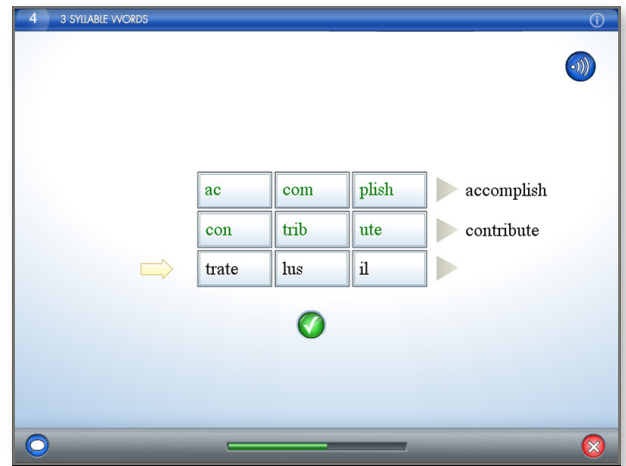 4 3 SYLLABLE WORDS
ac com plish accomplish
con trib ute contribute
trate lus il